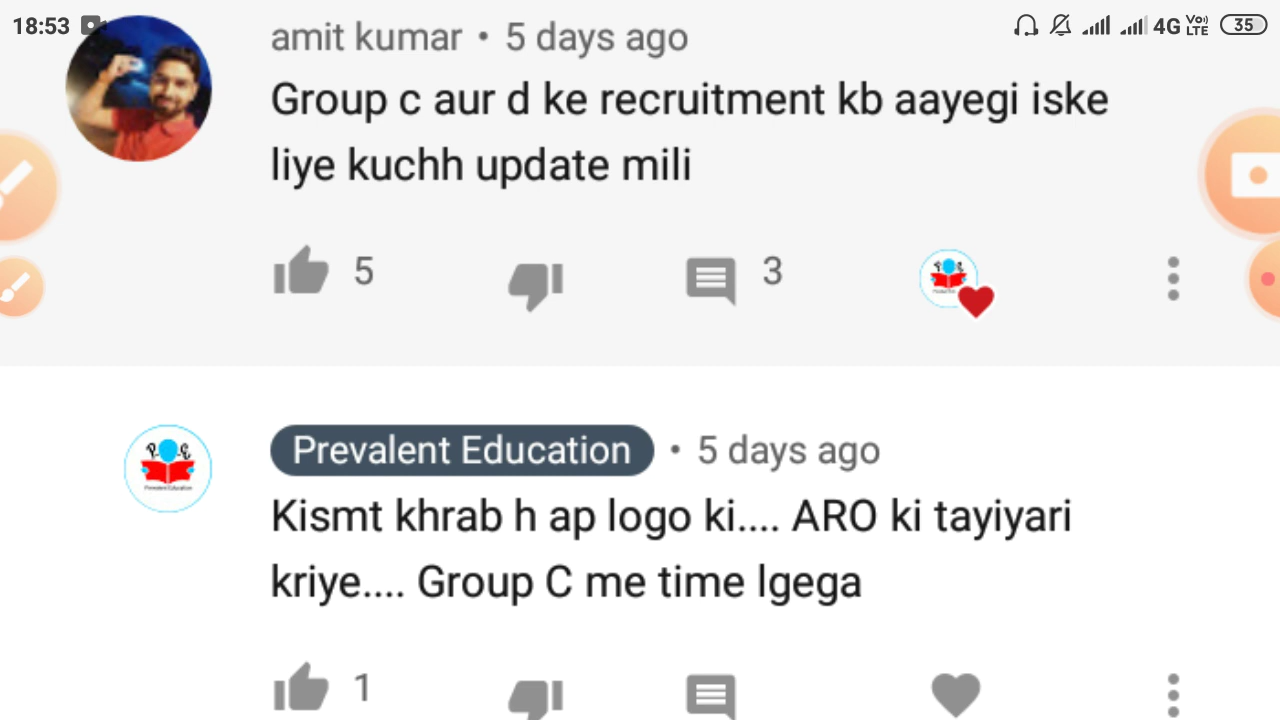 18:53 4G Vo) LTE 35
amit kumar • 5 days ago
Group c aur d ke recruitment kb aayegi iske
liye kuchh update mili
5 3
Prevalent Education • 5 days ago
Kismt khrab h ap logo ki.... ARO ki tayiyari
kriye.... Group C me time lgega
1